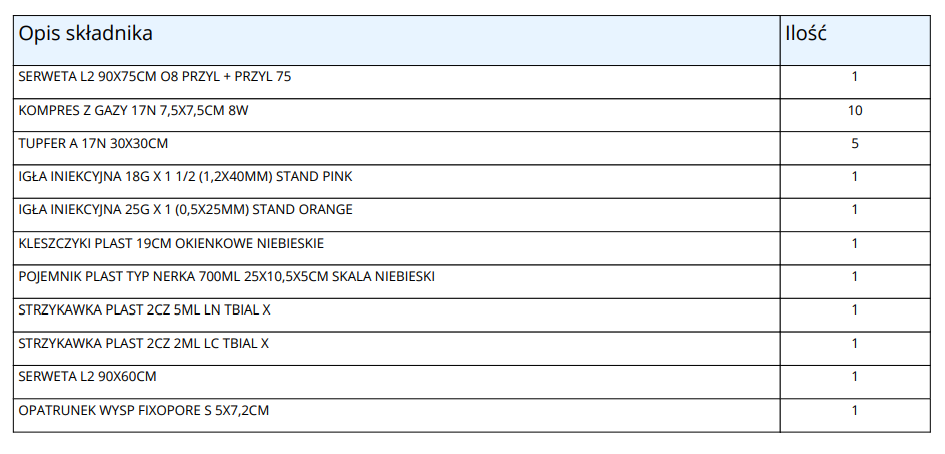 Opis składnika Ilość
SERWETA L2 90X75CM O8 PRZYL + PRZYL 75 1
KOMPRES Z GAZY 17N 7,5X7,5CM 8W 10
TUPFER A 17N 30X30CM 5
IGŁA INIEKCYJNA 18G X 1 1/2 (1,2X40MM) STAND PINK 1
IGŁA INIEKCYJNA 25G X 1 (0,5X25MM) STAND ORANGE 1
KLESZCZYKI PLAST 19CM OKIENKOWE NIEBIESKIE 1
POJEMNIK PLAST TYP NERKA 700ML 25X10,5X5CM SKALA NIEBIESKI 1
STRZYKAWKA PLAST 2CZ 5ML LN TBIAL X 1
STRZYKAWKA PLAST 2CZ 2ML LC TBIAL X 1
SERWETA L2 90X60CM 1
OPATRUNEK WYSP FIXOPORE S 5X7,2CM 1